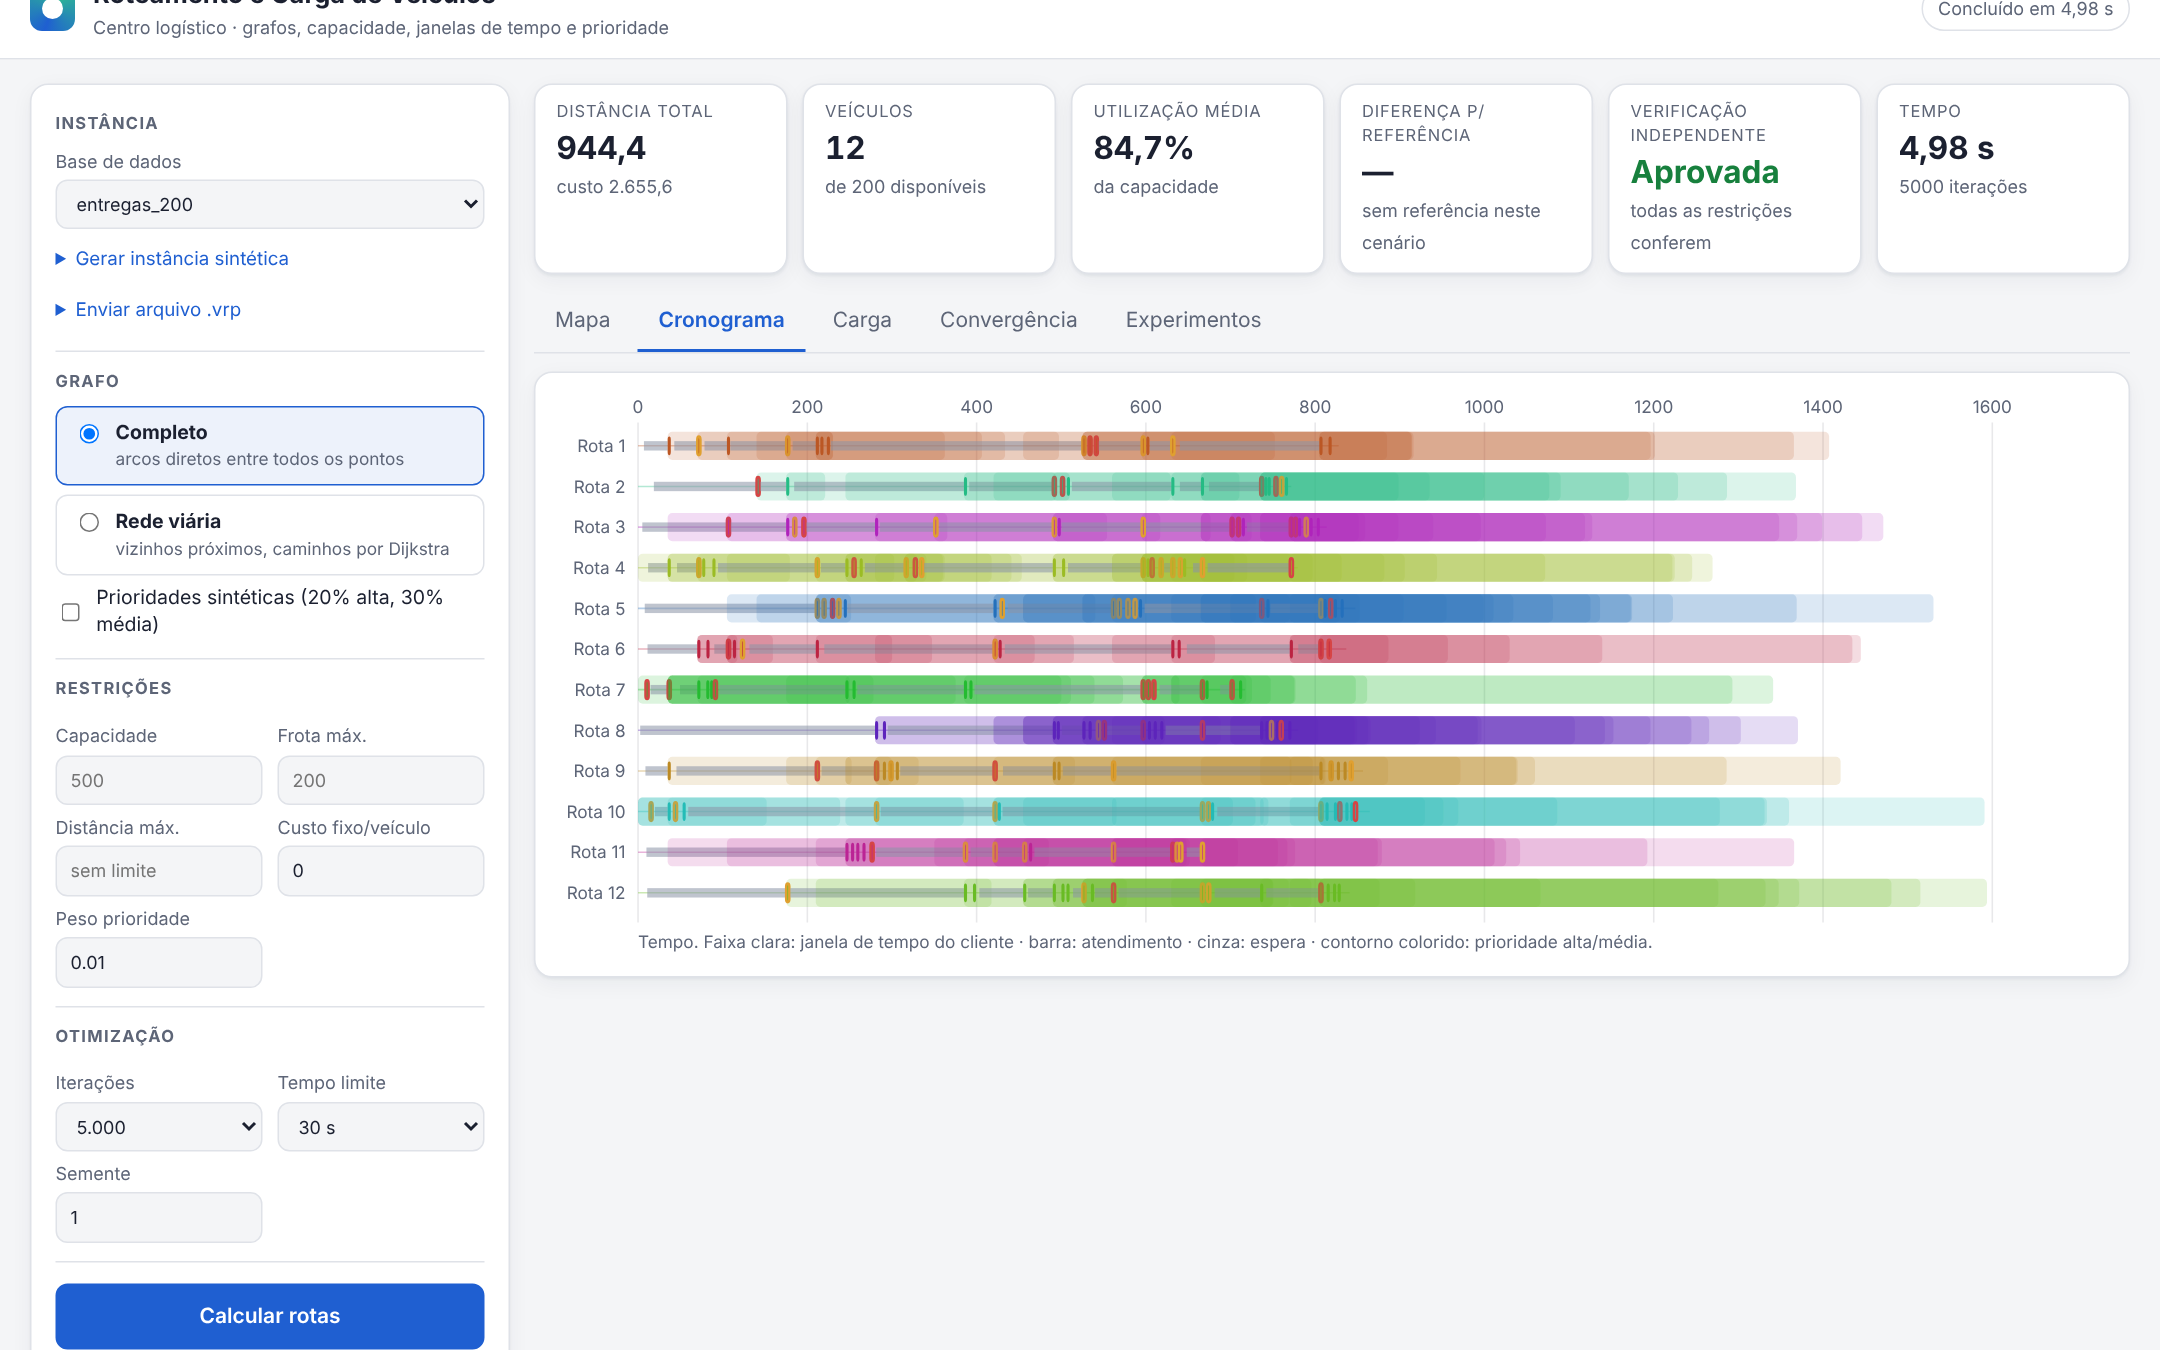 Roteamento e Carga de Veículos
Centro logístico · grafos, capacidade, janelas de tempo e prioridade
Concluído em 4,98 s
INSTÂNCIA
Base de dados
entregas_200
Gerar instância sintética
Enviar arquivo .vrp
GRAFO
Completo
arcos diretos entre todos os pontos
Rede viária
vizinhos próximos, caminhos por Dijkstra
Prioridades sintéticas (20% alta, 30%
média)
RESTRIÇÕES
Capacidade
Frota máx.
500
200
Distância máx.
Custo fixo/veículo
sem limite
0
Peso prioridade
0.01
OTIMIZAÇÃO
Iterações
Tempo limite
5.000
30 s
Semente
1
Calcular rotas
DISTÂNCIA TOTAL
944,4
custo 2.655,6
VEÍCULOS
12
de 200 disponíveis
UTILIZAÇÃO MÉDIA
84,7%
da capacidade
DIFERENÇA P/
REFERÊNCIA
—
sem referência neste
cenário
VERIFICAÇÃO
INDEPENDENTE
Aprovada
todas as restrições
conferem
TEMPO
4,98 s
5000 iterações
Mapa
Cronograma
Carga
Convergência
Experimentos
0 200 400 600 800 1000 1200 1400 1600
Rota 1
Rota 2
Rota 3
Rota 4
Rota 5
Rota 6
Rota 7
Rota 8
Rota 9
Rota 10
Rota 11
Rota 12
Tempo. Faixa clara: janela de tempo do cliente · barra: atendimento · cinza: espera · contorno colorido: prioridade alta/média.